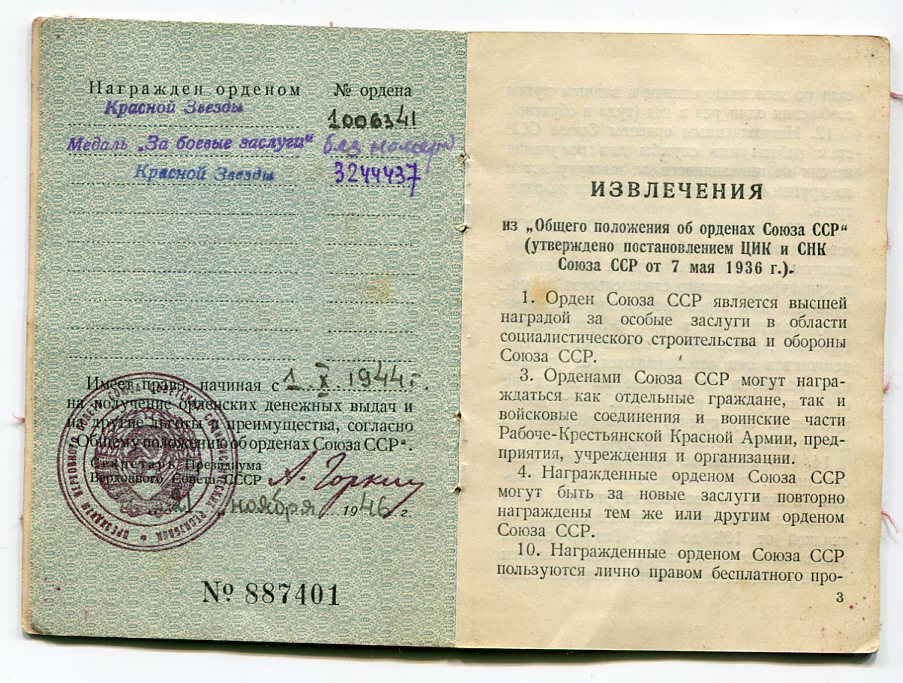 Награжден орденом № ордена
Красной Звезды 1006341
Медаль „За боевые заслуги“ без номера
Красной Звезды 3244437
Имеет право, начиная с 1. X. 1944 г.
на получение орденских денежных выдач и
и другие льготы и преимущества, согласно
„Общему положению об орденах Союза ССР“.
Секретарь Президиума
Верховного Совета СССР А. Горкин
„ ноября 1946 г.
№ 887401
ИЗВЛЕЧЕНИЯ
из „Общего положения об орденах Союза ССР“
(утверждено постановлением ЦИК и СНК
Союза ССР от 7 мая 1936 г.).
1. Орден Союза ССР является высшей
наградой за особые заслуги в области
социалистического строительства и обороны
Союза ССР.
3. Орденами Союза ССР могут награ-
ждаться как отдельные граждане, так и
войсковые соединения и воинские части
Рабоче-Крестьянской Красной Армии, пред-
приятия, учреждения и организации.
4. Награжденные орденом Союза ССР
могут быть за новые заслуги повторно
награждены тем же или другим орденом
Союза ССР.
10. Награжденные орденом Союза ССР
пользуются лично правом бесплатного про-
3